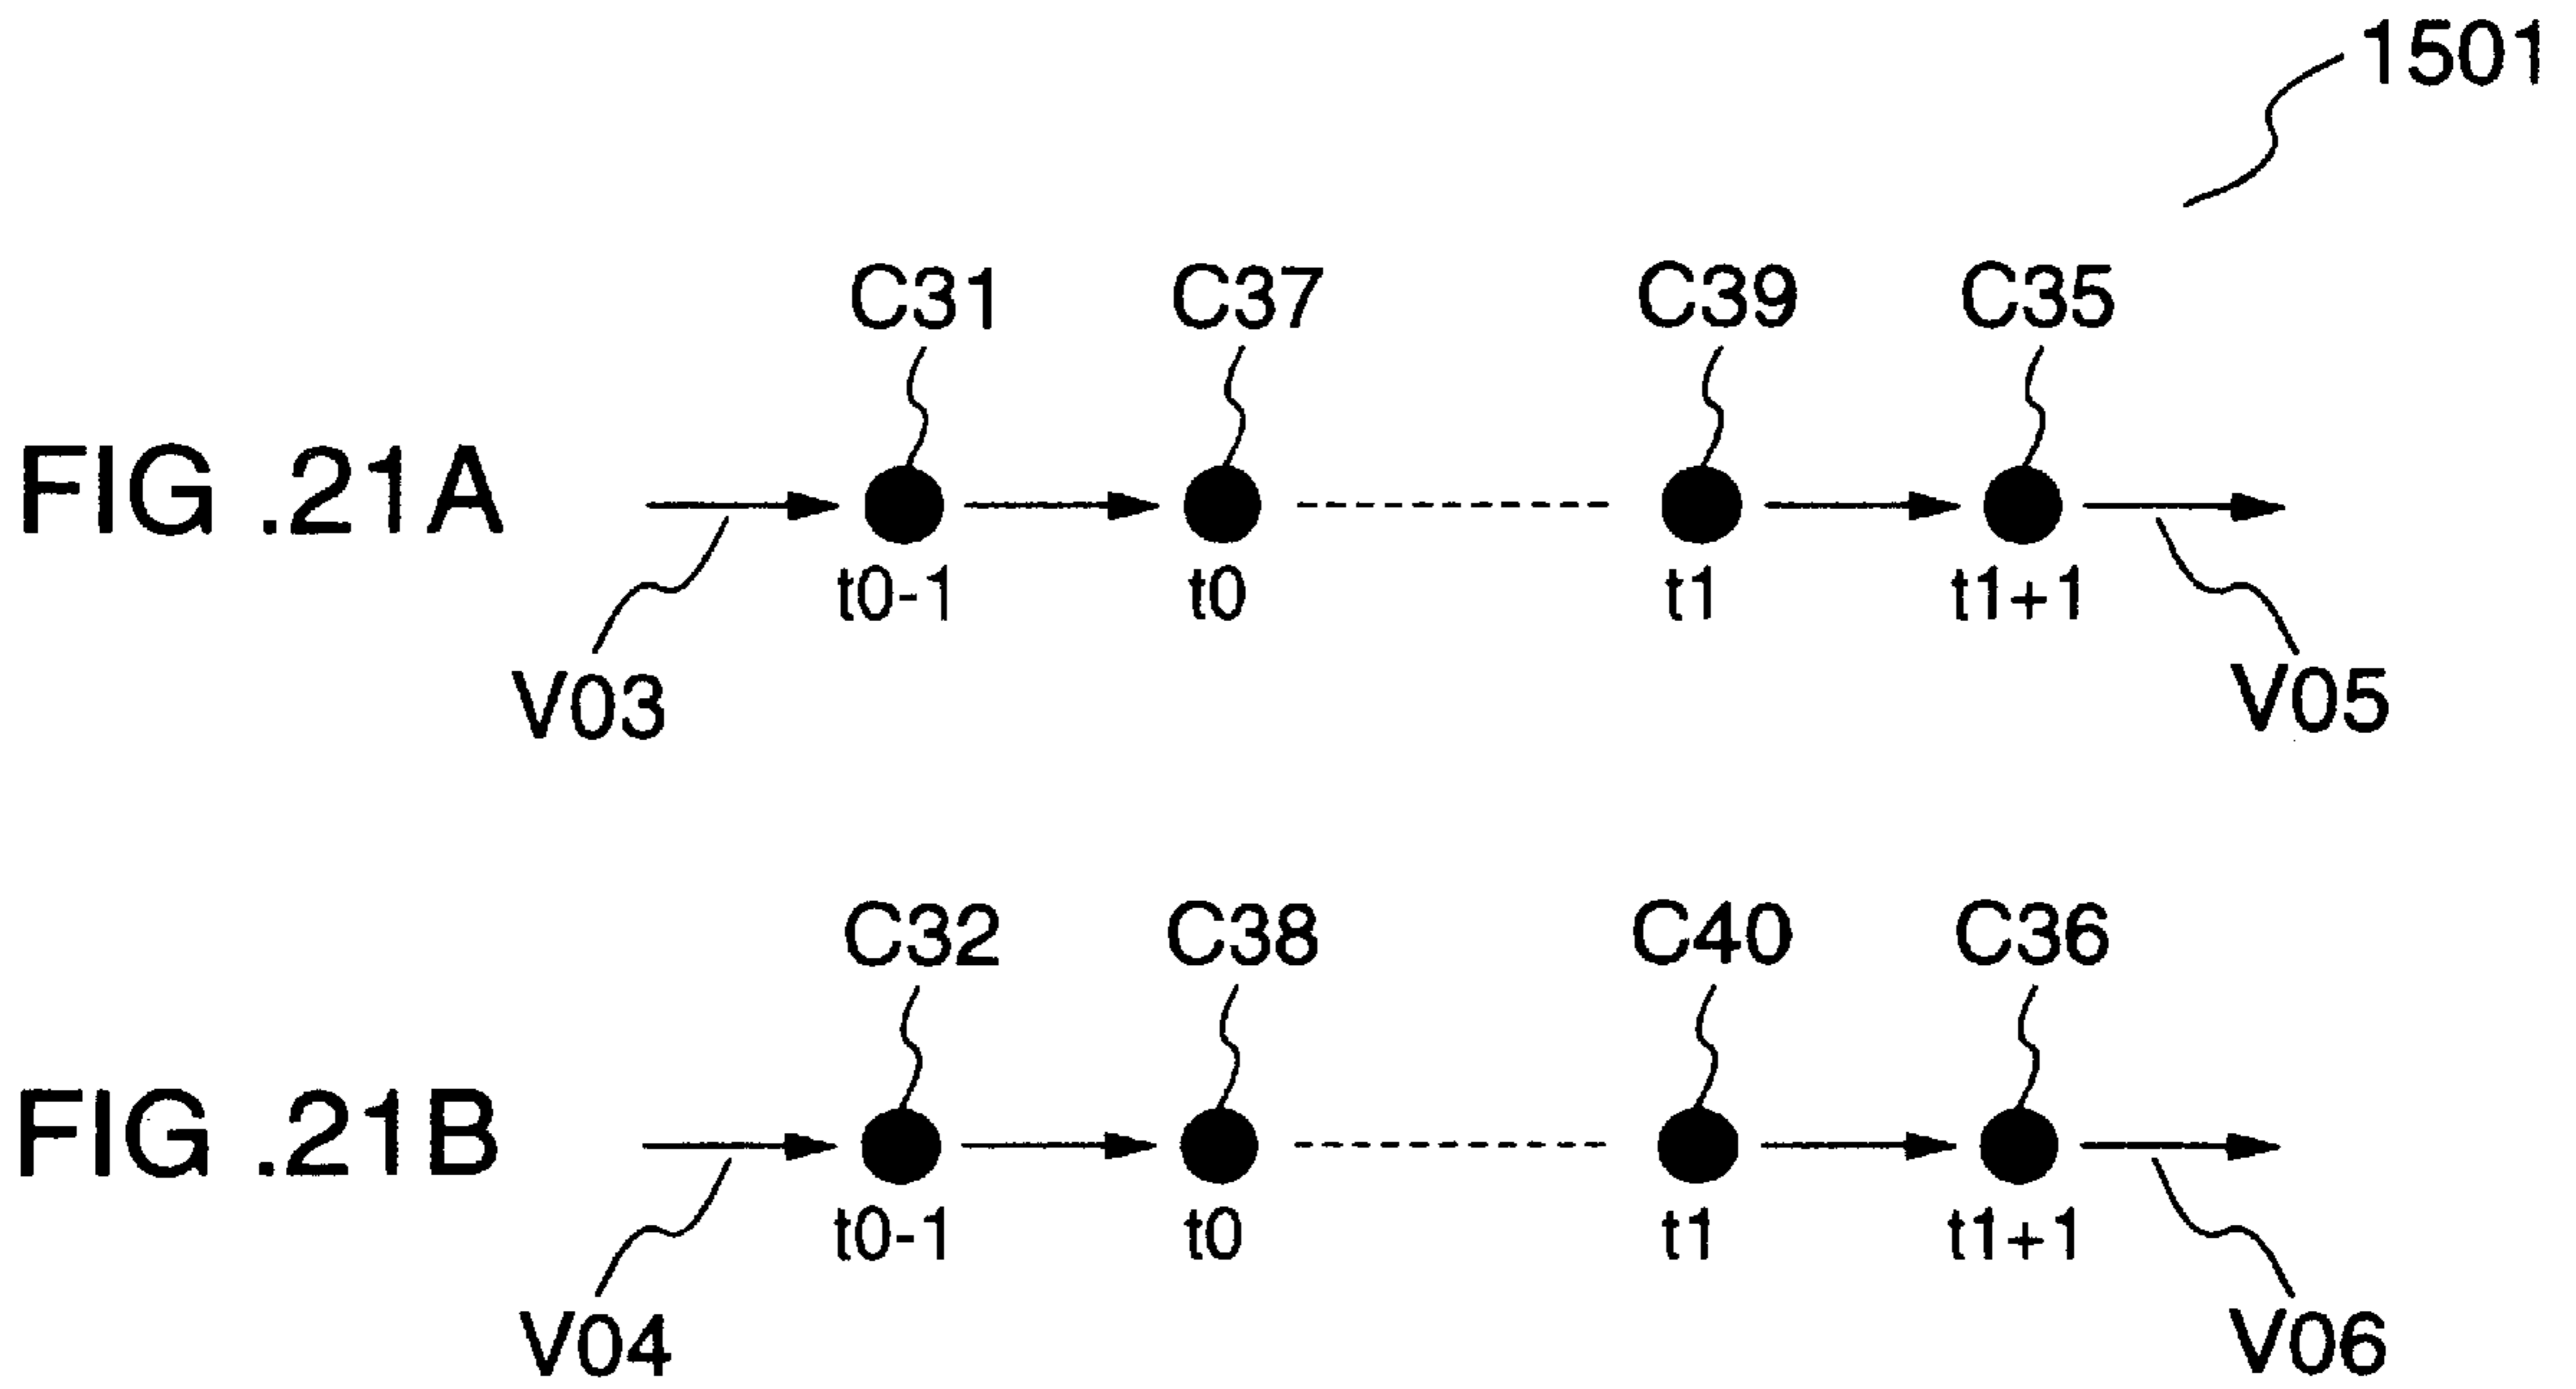 1501
C31 C37 C39 C35
FIG .21A
t0-1 t0 t1 t1+1
V03 V05
C32 C38 C40 C36
FIG .21B
t0-1 t0 t1 t1+1
V04 V06